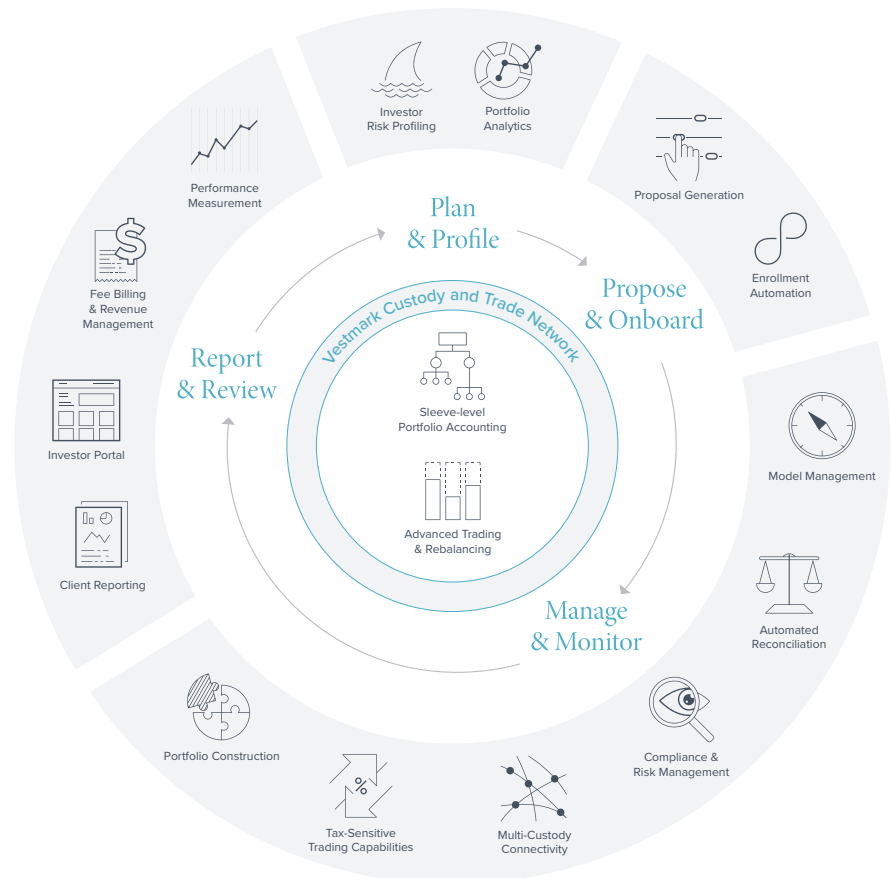 Investor
Risk Profiling
Portfolio
Analytics
Proposal Generation
Enrollment
Automation
Model Management
Automated
Reconciliation
Compliance &
Risk Management
Multi-Custody
Connectivity
Tax-Sensitive
Trading Capabilities
Portfolio Construction
Client Reporting
Investor Portal
Fee Billing
& Revenue
Management
Performance
Measurement
Plan
& Profile
Propose
& Onboard
Manage
& Monitor
Report
& Review
Vestmark Custody and Trade Network
Sleeve-level
Portfolio Accounting
Advanced Trading
& Rebalancing
$
%